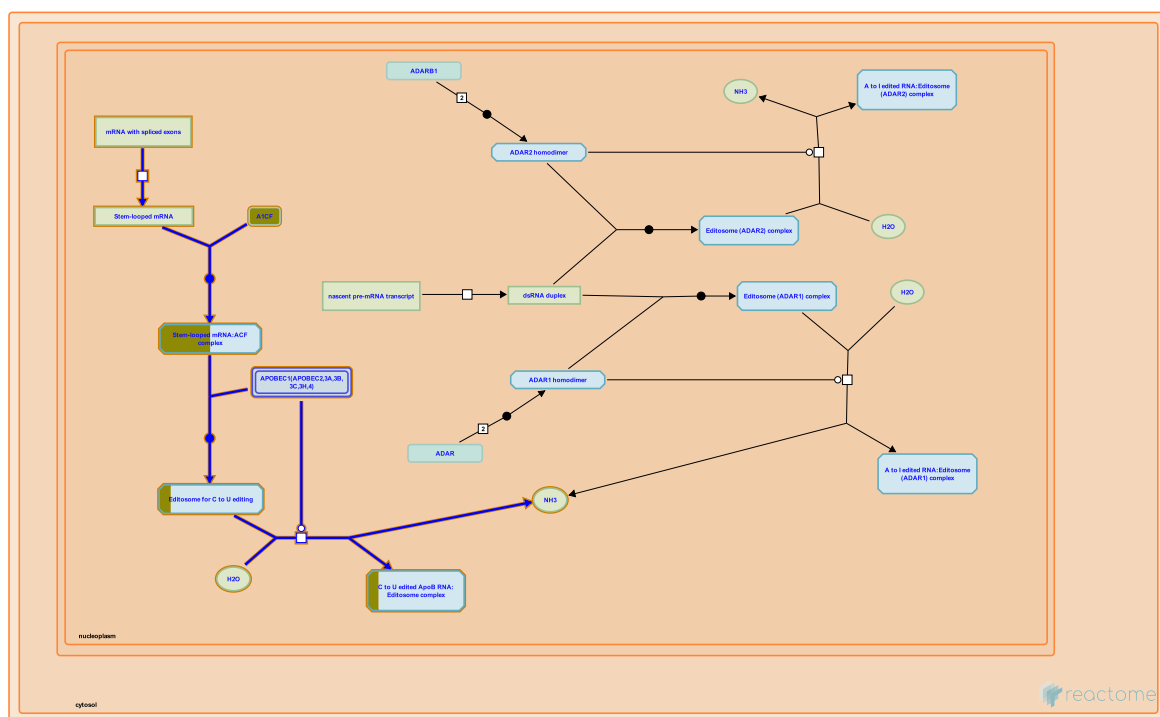 ADARB1
2
NH3
A to I edited RNA:Editosome
(ADAR2) complex
mRNA with spliced exons
ADAR2 homodimer
Stem-looped mRNA
A1CF
Editosome (ADAR2) complex
H2O
nascent pre-mRNA transcript
dsRNA duplex
Editosome (ADAR1) complex
H2O
Stem-looped mRNA:ACF
complex
APOBEC1(APOBEC2,3A,3B,
3C,3H,4)
ADAR1 homodimer
2
ADAR
A to I edited RNA:Editosome
(ADAR1) complex
Editosome for C to U editing
NH3
H2O
C to U edited ApoB RNA:
Editosome complex
nucleoplasm
cytosol
reactome